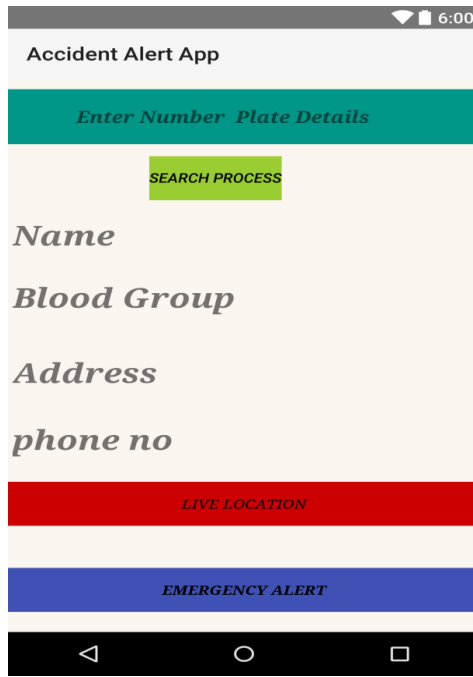 6:00
Accident Alert App
Enter Number Plate Details
SEARCH PROCESS
Name
Blood Group
Address
phone no
LIVE LOCATION
EMERGENCY ALERT